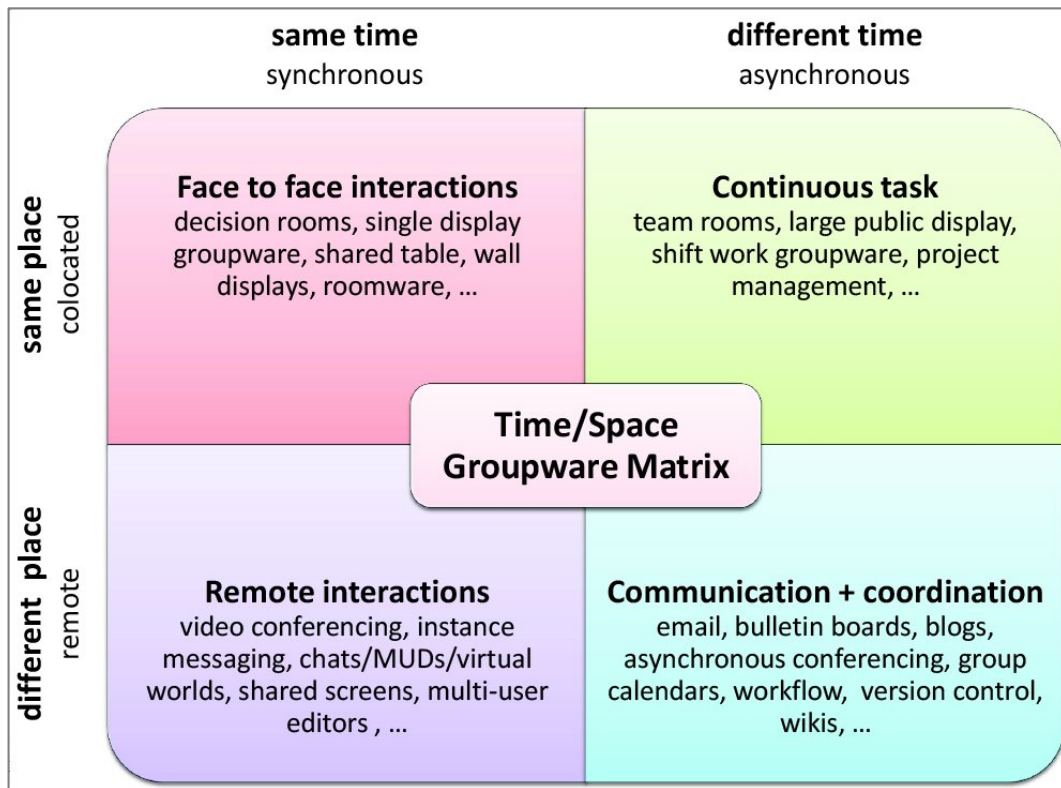 same time
synchronous
different time
asynchronous
same place
colocated
Face to face interactions
decision rooms, single display
groupware, shared table, wall
displays, roomware, …
Continuous task
team rooms, large public display,
shift work groupware, project
management, …
Time/Space
Groupware Matrix
different  place
remote
Remote interactions
video conferencing, instance
messaging, chats/MUDs/virtual
worlds, shared screens, multi-user
editors , …
Communication + coordination
email, bulletin boards, blogs,
asynchronous conferencing, group
calendars, workflow,  version control,
wikis, …